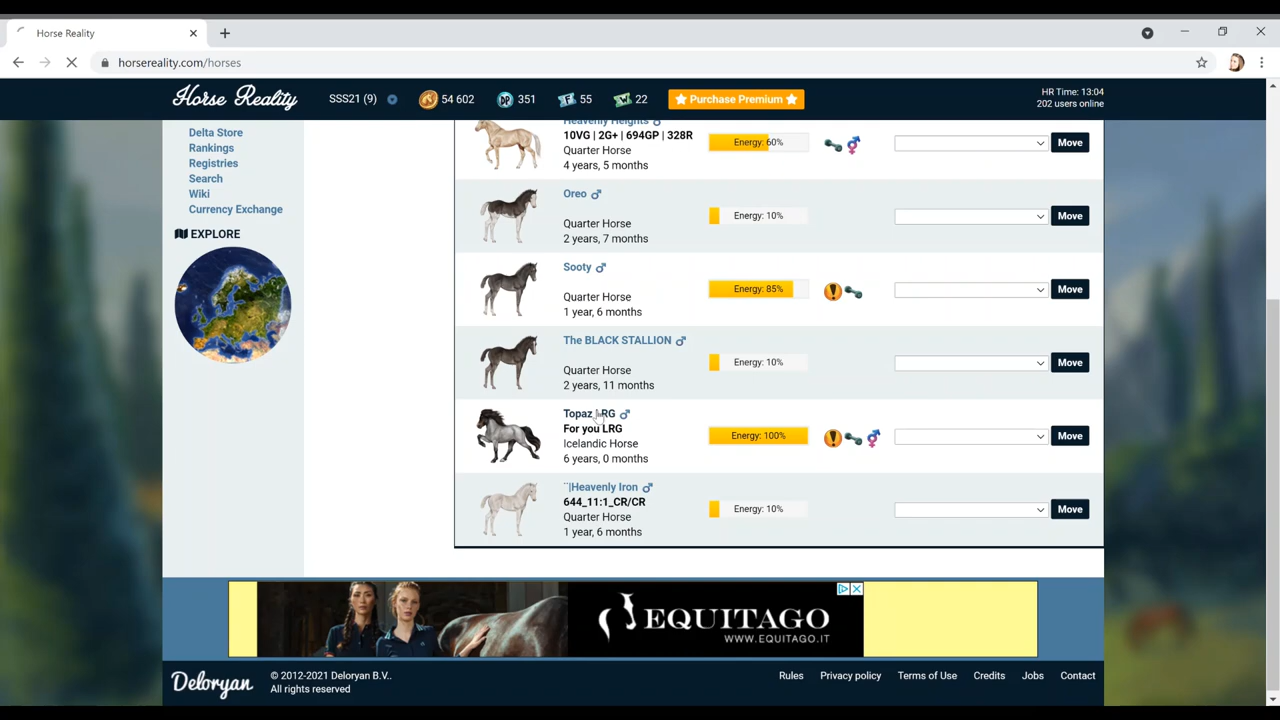 Horse Reality
horsereality.com/horses
Horse Reality
SSS21 (9)
54 602
DP 351
55
22
Purchase Premium
HR Time: 13:04
202 users online
Delta Store
Rankings
Registries
Search
Wiki
Currency Exchange
EXPLORE
Heavenly Heights
10VG | 2G+ | 694GP | 328R
Quarter Horse
4 years, 5 months
Energy: 60%
Move
Oreo
Quarter Horse
2 years, 7 months
Energy: 10%
Move
Sooty
Quarter Horse
1 year, 6 months
Energy: 85%
Move
The BLACK STALLION
Quarter Horse
2 years, 11 months
Energy: 10%
Move
Topaz LRG
For you LRG
Icelandic Horse
6 years, 0 months
Energy: 100%
Move
¨|Heavenly Iron
644_11:1_CR/CR
Quarter Horse
1 year, 6 months
Energy: 10%
Move
EQUITAGO
WWW.EQUITAGO.IT
Deloryan
© 2012-2021 Deloryan B.V..
All rights reserved
Rules
Privacy policy
Terms of Use
Credits
Jobs
Contact